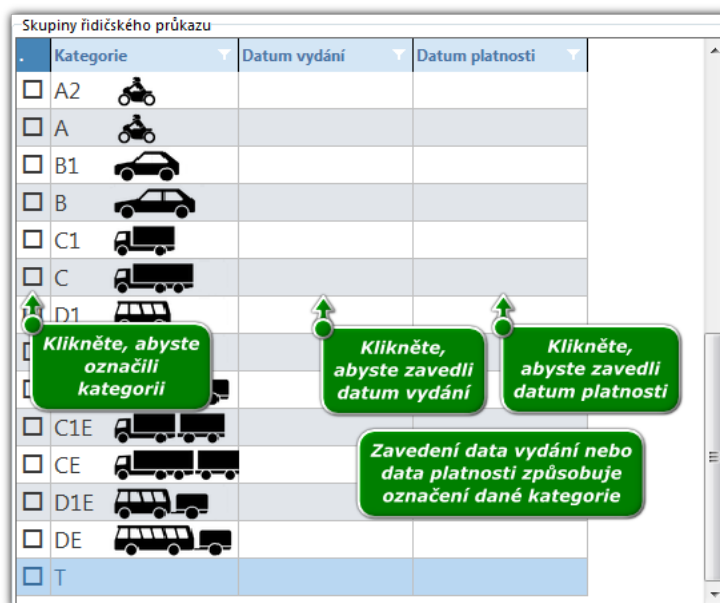 Skupiny řidičského průkazu
. Kategorie Datum vydání Datum platnosti
A2
A
B1
B
C1
C
D1
Klikněte, abyste
označili
kategorii
Klikněte,
abyste zavedli
datum vydání
Klikněte,
abyste zavedli
datum platnosti
C1E
Zavedení data vydání nebo
data platnosti způsobuje
označení dané kategorie
CE
D1E
DE
T